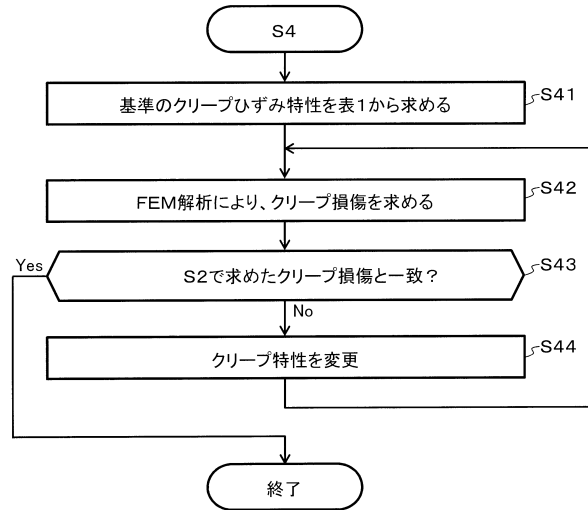 S4
基準のクリープひずみ特性を表1から求める
S41
FEM解析により、クリープ損傷を求める
S42
Yes
S2で求めたクリープ損傷と一致?
S43
No
クリープ特性を変更
S44
終了